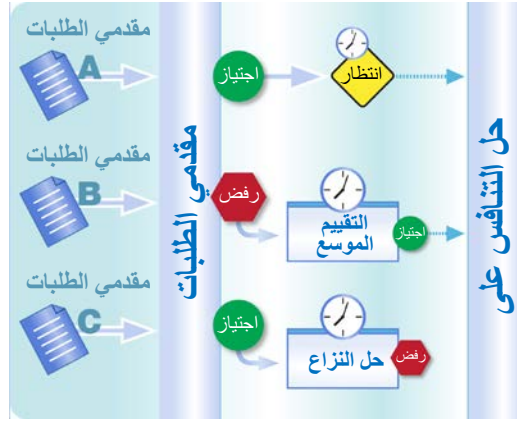 مقدمي الطلبات
A
اجتياز
انتظار
مقدمي الطلبات
B
رفض
التقييم
الموسع
اجتياز
مقدمي الطلبات
C
اجتياز
حل النزاع
رفض
مقدمي الطلبات
حل التنافس على